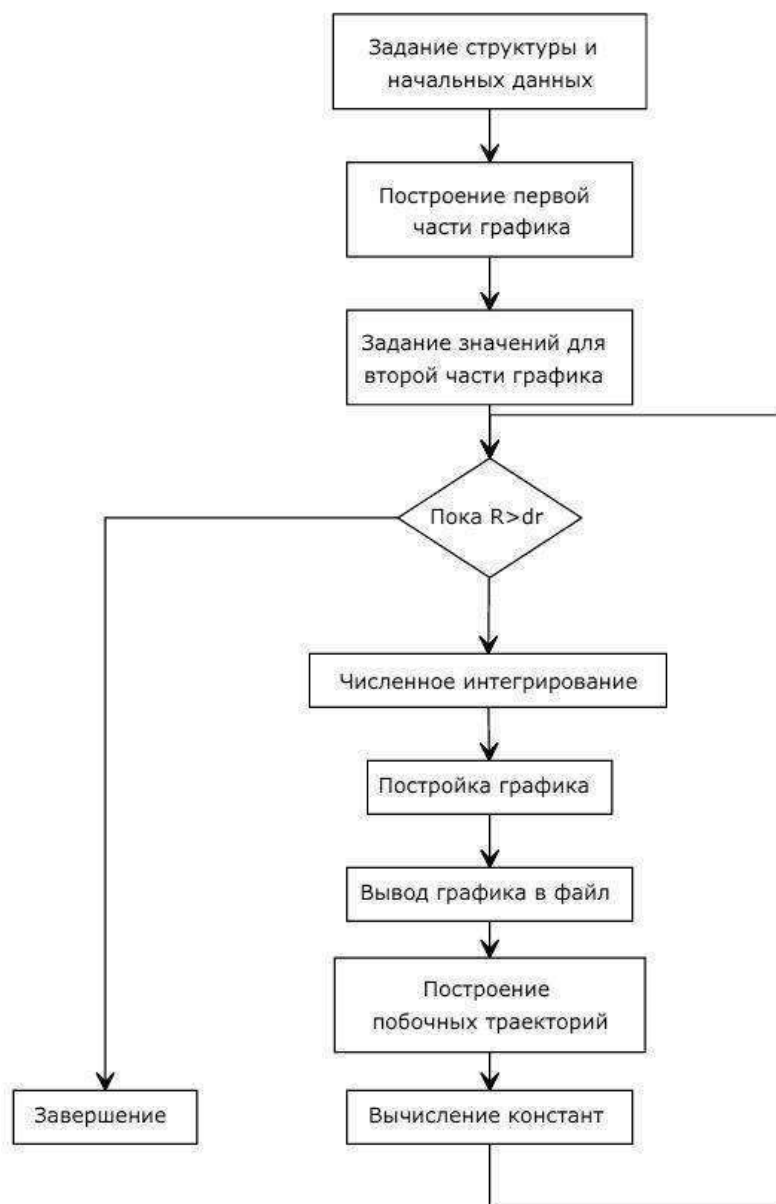 Задание структуры и
начальных данных
Построение первой
части графика
Задание значений для
второй части графика
Пока R>dr
Численное интегрирование
Постройка графика
Вывод графика в файл
Построение
побочных траекторий
Завершение
Вычисление констант